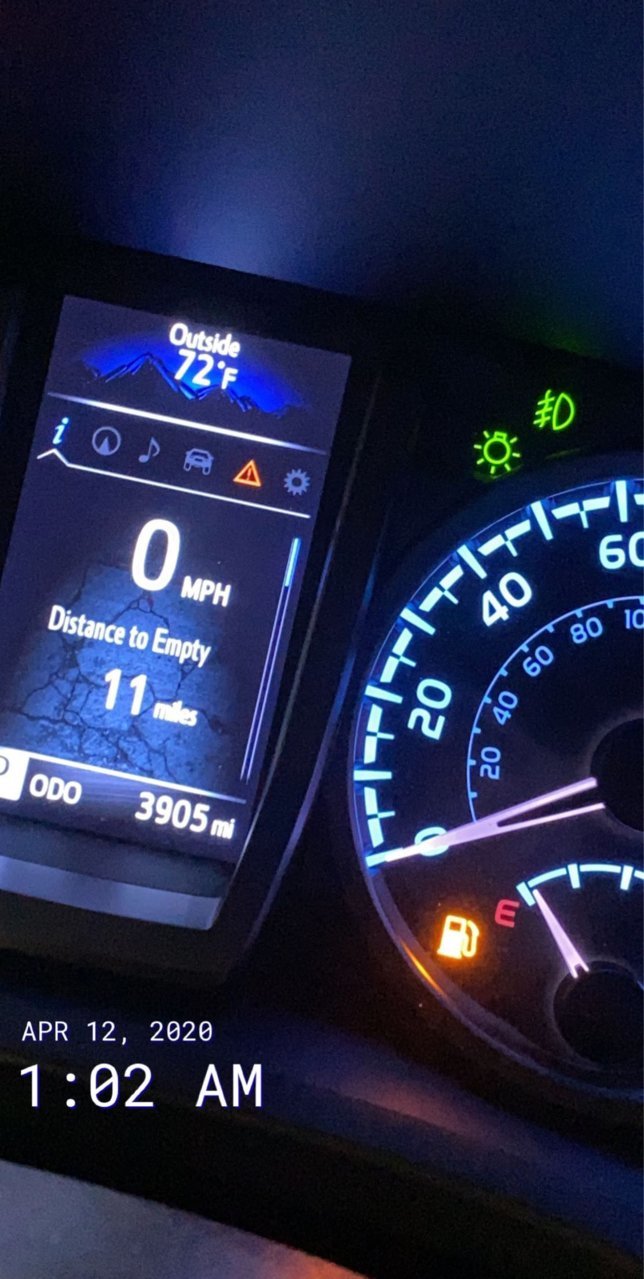 Outside
72°F
i
0 MPH
Distance to Empty
11 miles
ODO 3905 mi
0
20
40
60
20
40
60
80
E
APR 12, 2020
1:02 AM